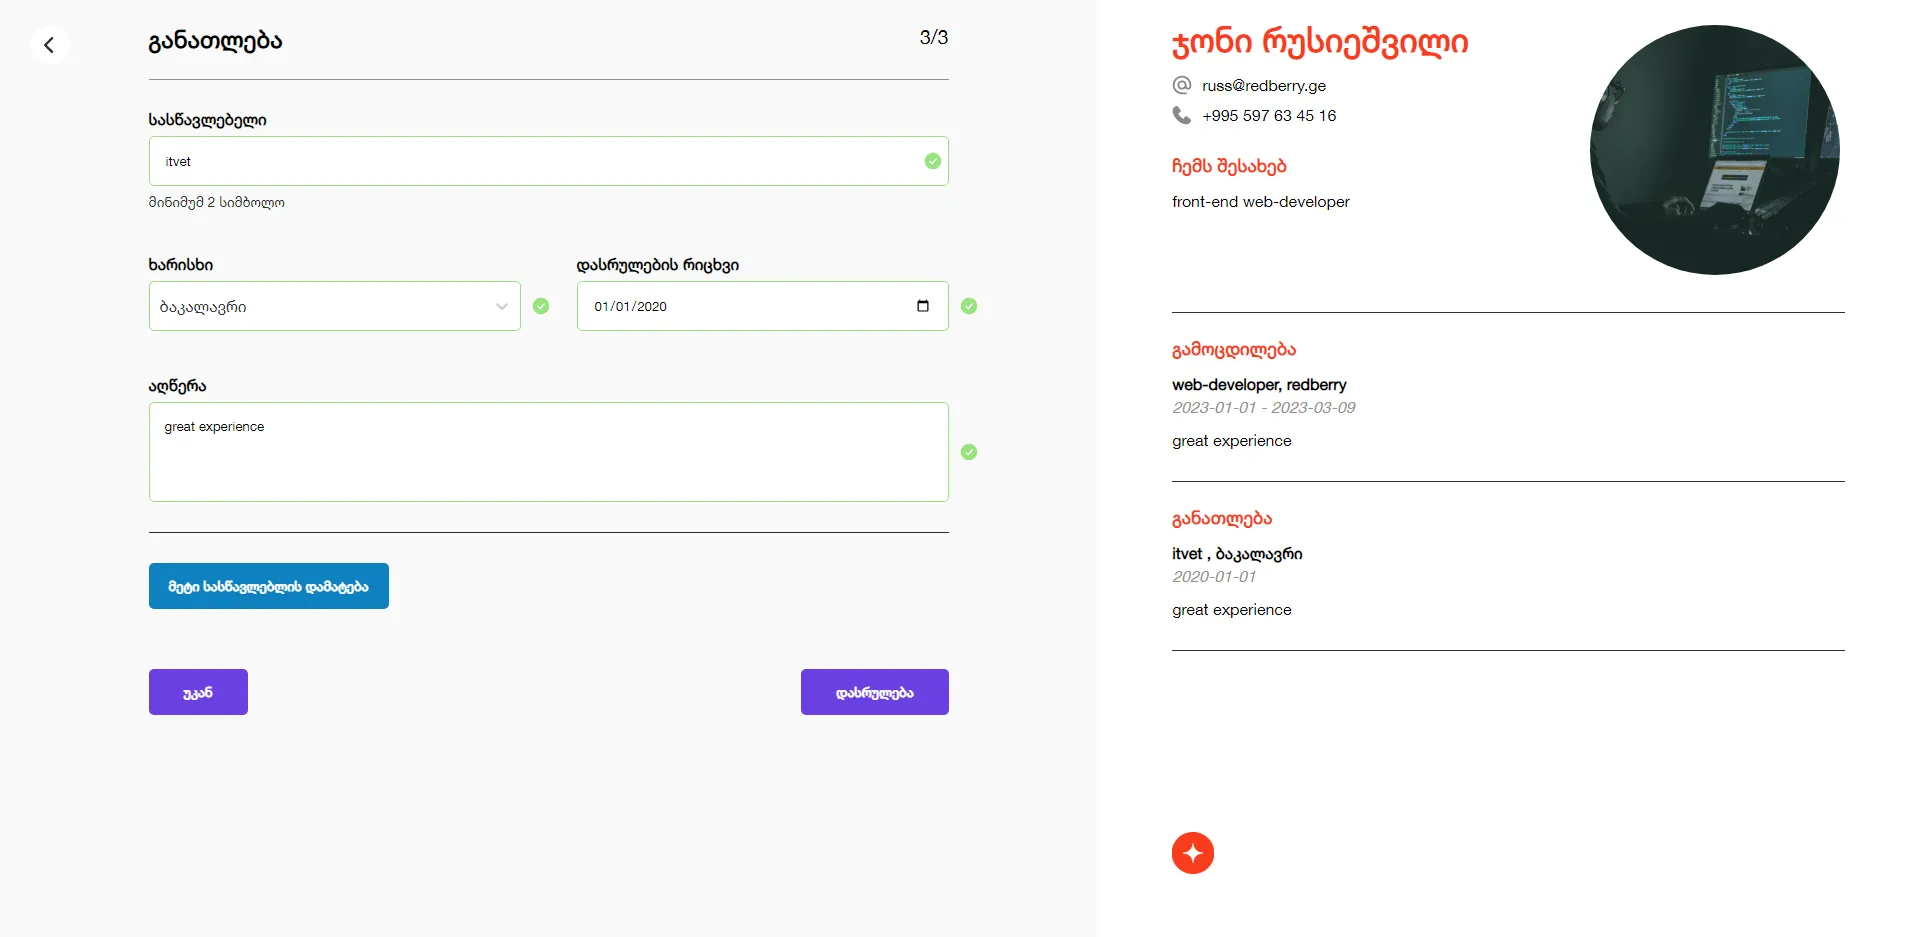 განათლება
3/3
სასწავლებელი
itvet
მინიმუმ 2 სიმბოლო
ხარისხი
დასრულების რიცხვი
ბაკალავრი
01/01/2020
აღწერა
great experience
მეტი სასწავლებლის დამატება
უკან
დასრულება
ჯონი რუსიეშვილი
russ@redberry.ge
+995 597 63 45 16
ჩემს შესახებ
front-end web-developer
გამოცდილება
web-developer, redberry
2023-01-01 - 2023-03-09
great experience
განათლება
itvet , ბაკალავრი
2020-01-01
great experience